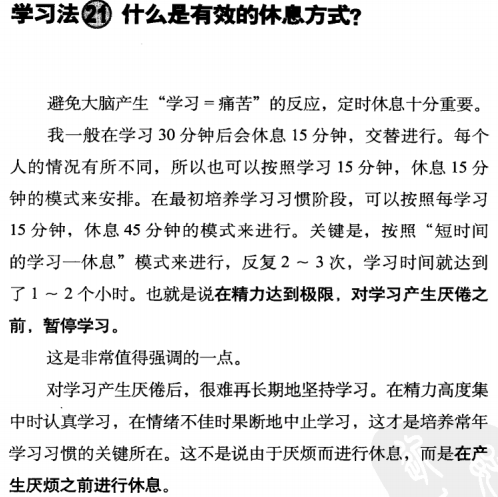 学习法21 什么是有效的休息方式?
避免大脑产生“学习=痛苦”的反应，定时休息十分重要。
我一般在学习 30 分钟后会休息 15 分钟，交替进行。每个
人的情况有所不同，所以也可以按照学习 15 分钟，休息 15 分
钟的模式来安排。在最初培养学习习惯阶段，可以按照每学习
15 分钟，休息 45 分钟的模式来进行。关键是，按照“短时间
的学习—休息”模式来进行，反复 2 ～ 3 次，学习时间就达到
了 1 ～ 2 个小时。也就是说在精力达到极限，对学习产生厌倦之
前，暂停学习。
这是非常值得强调的一点。
对学习产生厌倦后，很难再长期地坚持学习。在精力高度集
中时认真学习，在情绪不佳时果断地中止学习，这才是培养常年
学习习惯的关键所在。这不是说由于厌烦而进行休息，而是在产
生厌烦之前进行休息。